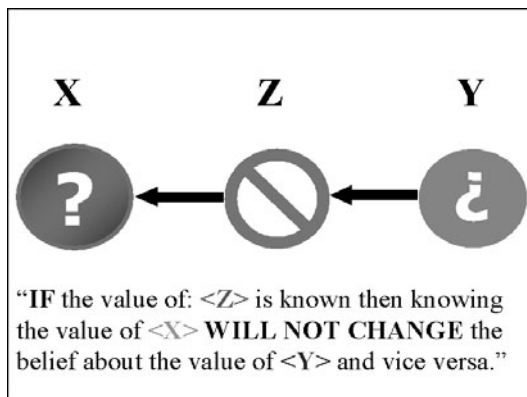 X Z Y
? ¿
“IF the value of: <Z> is known then knowing
the value of <X> WILL NOT CHANGE the
belief about the value of <Y> and vice versa.”